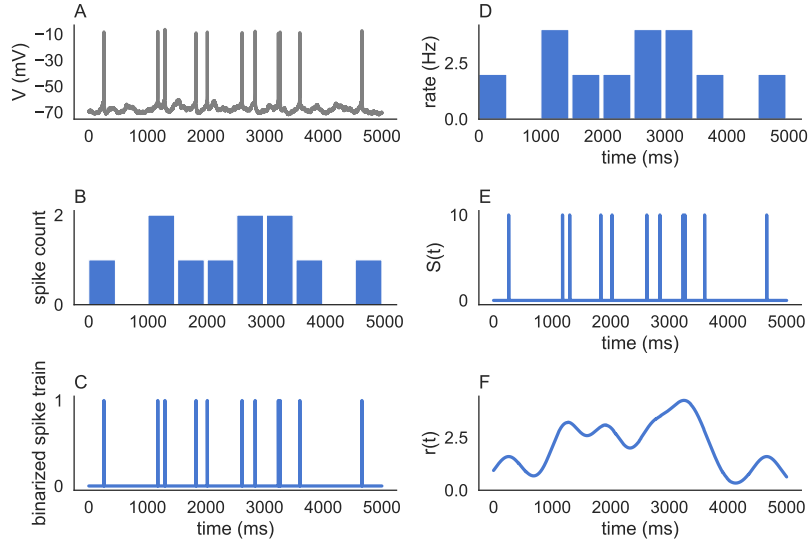 A
V (mV)
−10
−30
−50
−70
0 1000 2000 3000 4000 5000
B
spike count
2
1
0
0 1000 2000 3000 4000 5000
C
binarized spike train
1
0
0 1000 2000 3000 4000 5000
time (ms)
D
rate (Hz)
2.5
0.0
0 1000 2000 3000 4000 5000
time (ms)
E
S(t)
10
0
0 1000 2000 3000 4000 5000
time (ms)
F
r(t)
2.5
0.0
0 1000 2000 3000 4000 5000
time (ms)